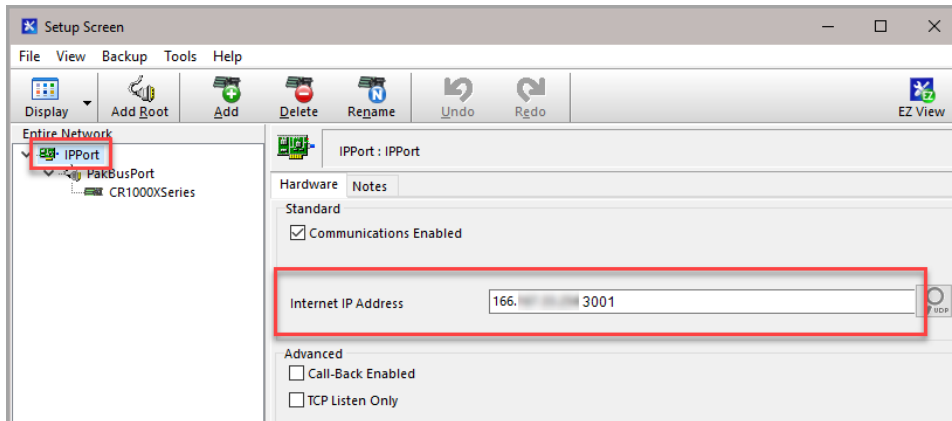 Setup Screen
File View Backup Tools Help
Display Add Root Add Delete Rename Undo Redo EZ View
Entire Network
IPPort
PakBusPort
CR1000XSeries
IPPort : IPPort
Hardware Notes
Standard
Communications Enabled
Internet IP Address 166. 3001
UDP
Advanced
Call-Back Enabled
TCP Listen Only